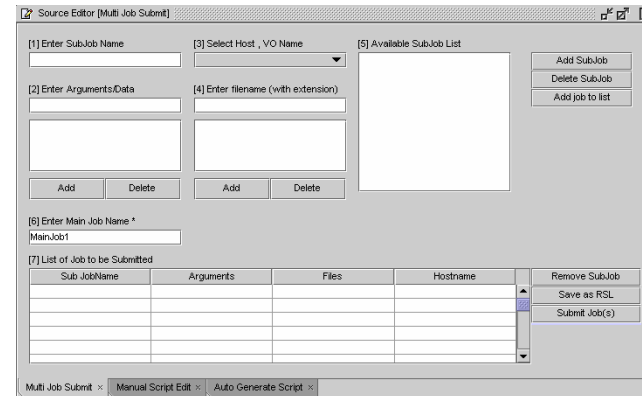 Source Editor [Multi Job Submit]
[1] Enter SubJob Name
[3] Select Host , VO Name
[5] Available SubJob List
Add SubJob
Delete SubJob
Add job to list
[2] Enter Arguments/Data
[4] Enter filename (with extension)
Add
Delete
Add
Delete
[6] Enter Main Job Name *
MainJob1
[7] List of Job to be Submitted
Sub JobName
Arguments
Files
Hostname
Remove SubJob
Save as RSL
Submit Job(s)
Multi Job Submit ×
Manual Script Edit ×
Auto Generate Script ×